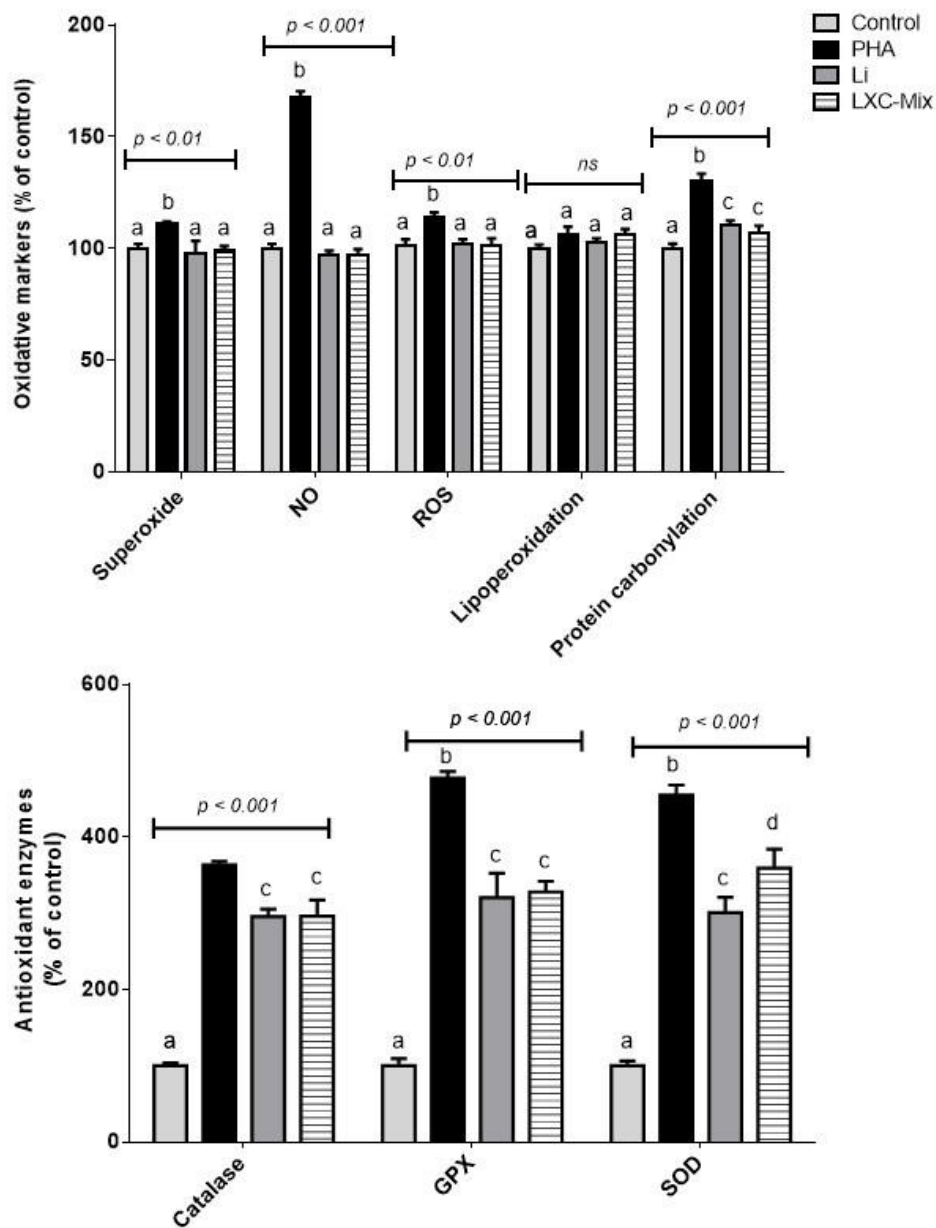 Oxidative markers (% of control)
200
150
100
50
0
p < 0.01
a b a a
p < 0.001
a b a a
p < 0.01
a b a a
ns
a a a a
p < 0.001
a b c c
Superoxide
NO
ROS
Lipoperoxidation
Protein carbonylation
Control
PHA
Li
LXC-Mix
Antioxidant enzymes
(% of control)
600
400
200
0
p < 0.001
a c c
p < 0.001
a b c c
p < 0.001
a b c d
Catalase
GPX
SOD